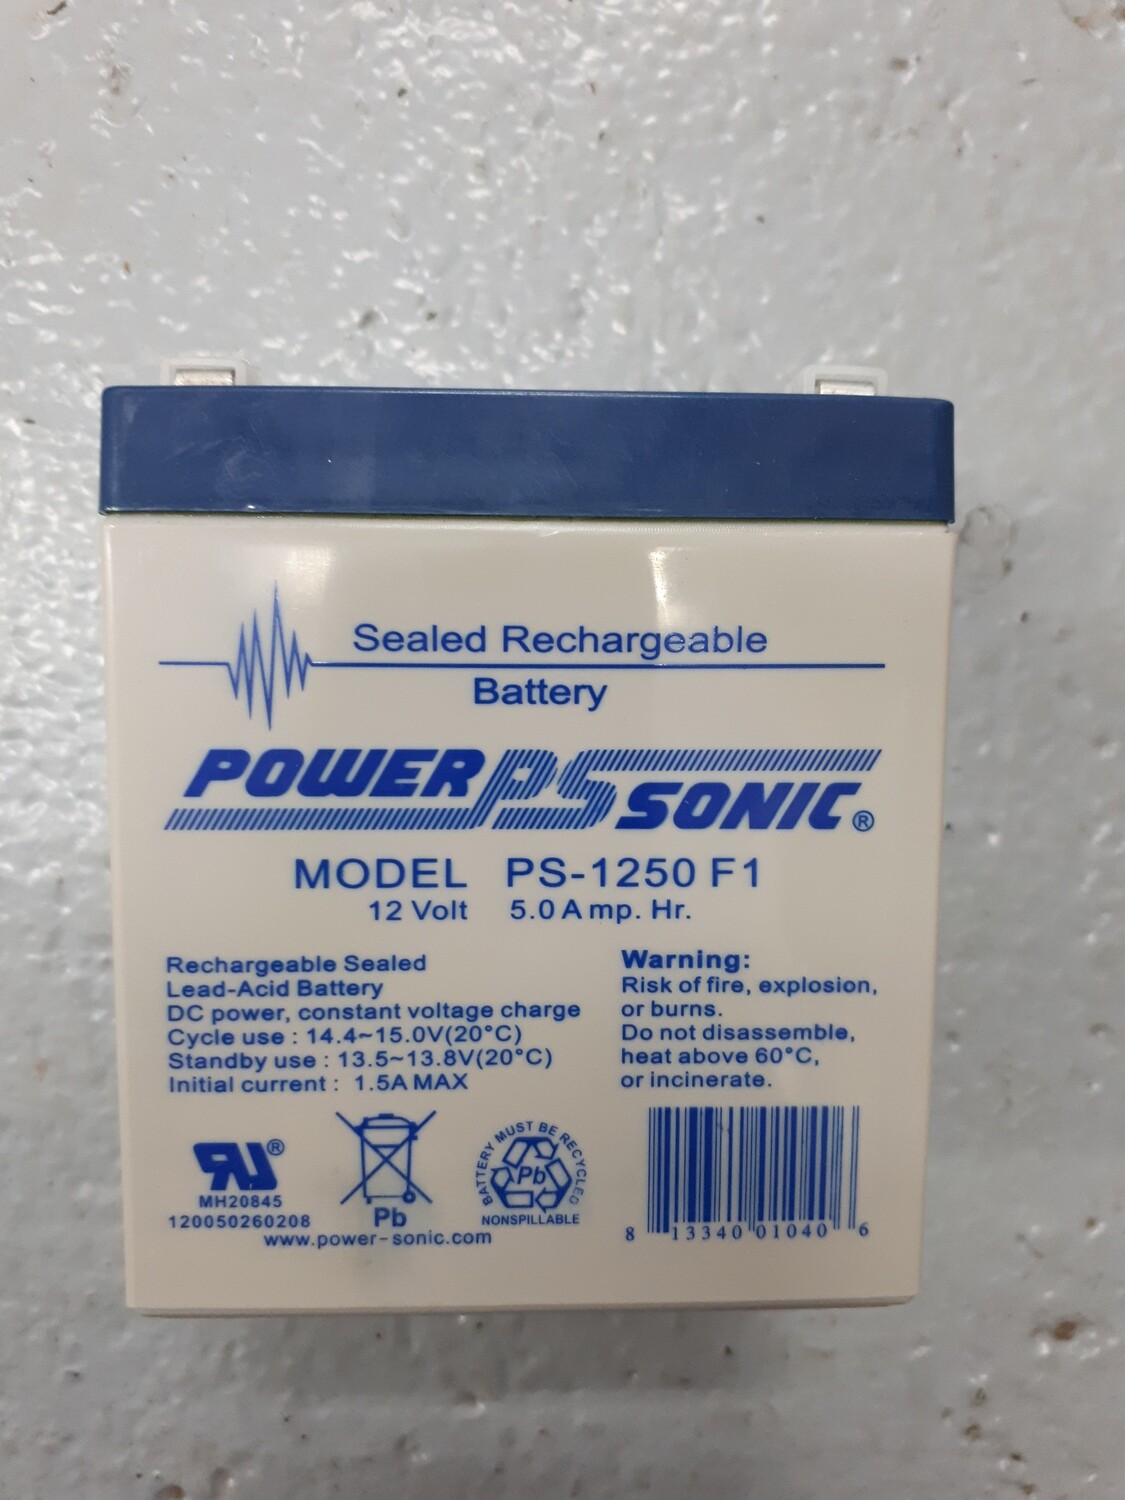 Sealed Rechargeable
Battery
POWER PS SONIC®
MODEL PS-1250 F1
12 Volt 5.0 Amp. Hr.
Rechargeable Sealed
Lead-Acid Battery
DC power, constant voltage charge
Cycle use : 14.4~15.0V(20°C)
Standby use : 13.5~13.8V(20°C)
Initial current : 1.5A MAX
Warning:
Risk of fire, explosion,
or burns.
Do not disassemble,
heat above 60°C,
or incinerate.
RU®
MH20845
120050260208
Pb
BATTERY MUST BE RECYCLED
Pb
NONSPILLABLE
www.power-sonic.com
8 13340 01040 6